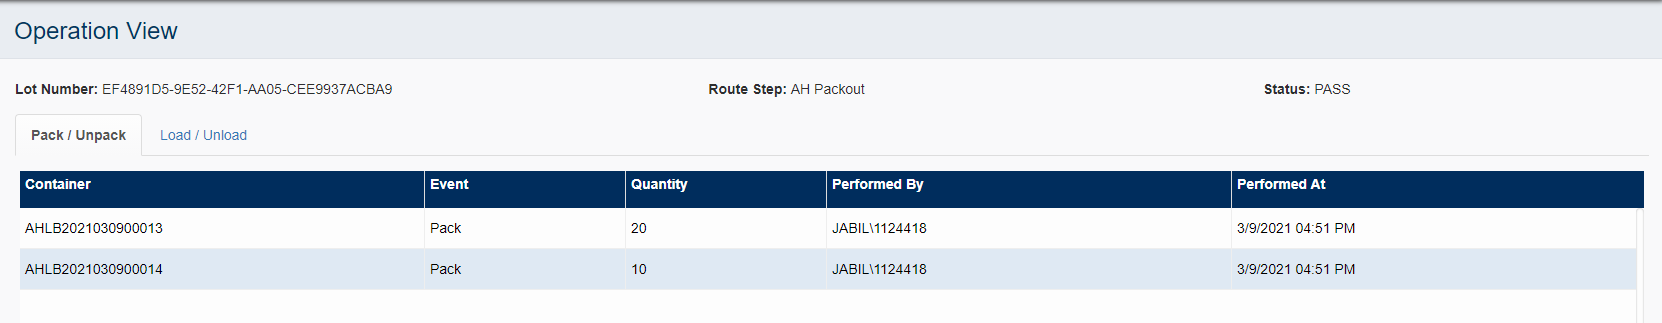 Operation View
Lot Number: EF4891D5-9E52-42F1-AA05-CEE9937ACBA9 Route Step: AH Packout Status: PASS
Pack / Unpack Load / Unload
Container Event Quantity Performed By Performed At
AHLB2021030900013 Pack 20 JABIL\1124418 3/9/2021 04:51 PM
AHLB2021030900014 Pack 10 JABIL\1124418 3/9/2021 04:51 PM